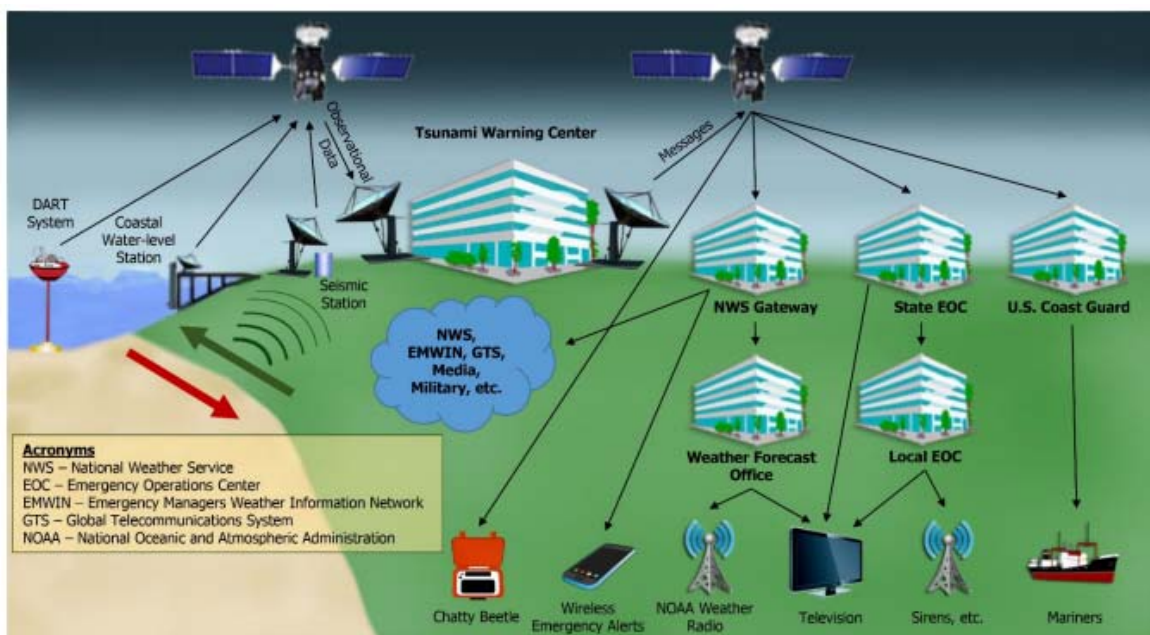 Observational
Data
Tsunami Warning Center
Messages
DART
System
Coastal
Water-level
Station
Seismic
Station
NWS Gateway
State EOC
U.S. Coast Guard
NWS,
EMWIN, GTS,
Media,
Military, etc.
Weather Forecast
Office
Local EOC
Acronyms
NWS – National Weather Service
EOC – Emergency Operations Center
EMWIN – Emergency Managers Weather Information Network
GTS – Global Telecommunications System
NOAA – National Oceanic and Atmospheric Administration
Chatty Beetle
Wireless
Emergency Alerts
NOAA Weather
Radio
Television
Sirens, etc.
Mariners